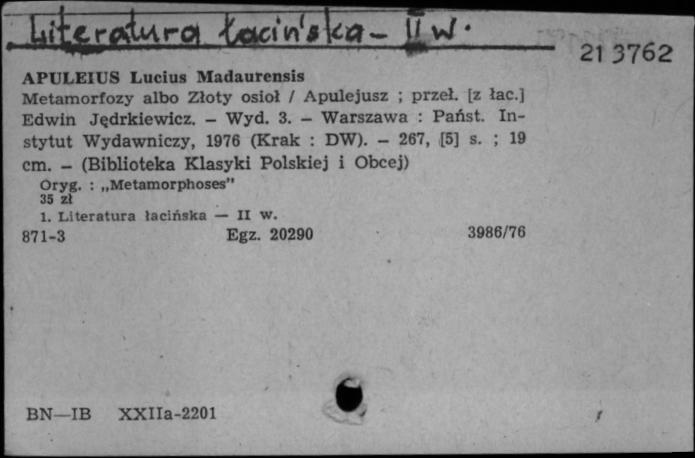 Literatura łacińska - II w.
21 3762
APULEIUS Lucius Madaurensis
Metamorfozy albo Złoty osioł / Apulejusz ; przeł. [z łac.]
Edwin Jędrkiewicz. — Wyd. 3. — Warszawa : Państ. In-
stytut Wydawniczy, 1976 (Krak : DW). — 267, [5] s. ; 19
cm. — (Biblioteka Klasyki Polskiej i Obcej)
Oryg. : „Metamorphoses”
35 zł
1. Literatura łacińska — II w.
871-3 Egz. 20290 3986/76
BN—IB XXIIa-2201